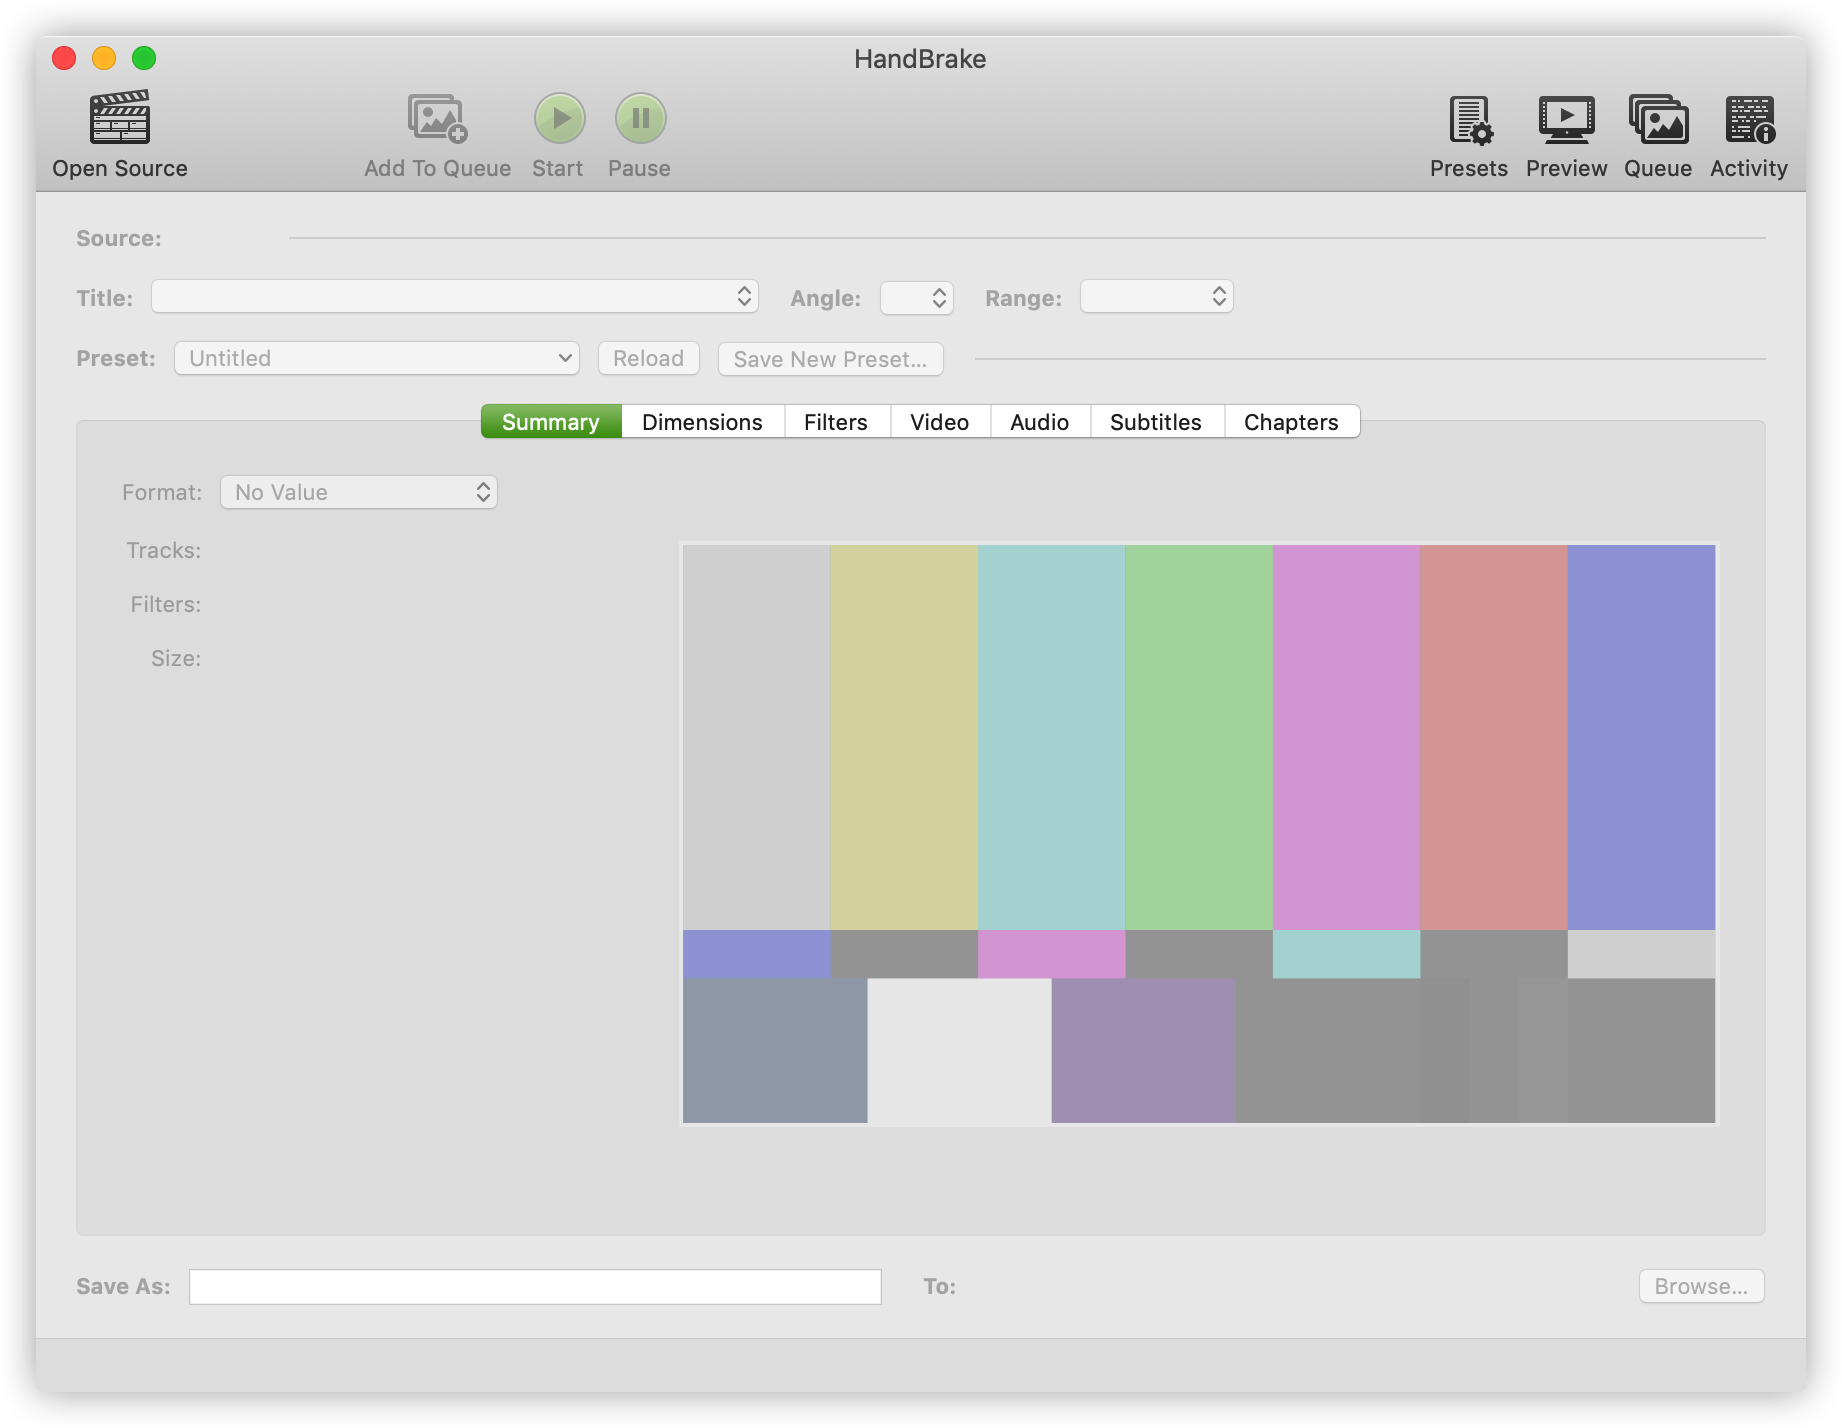 HandBrake
Open Source
Add To Queue
Start
Pause
Presets
Preview
Queue
Activity
Source:
Title:
Angle:
Range:
Preset: Untitled
Reload
Save New Preset...
Summary
Dimensions
Filters
Video
Audio
Subtitles
Chapters
Format: No Value
Tracks:
Filters:
Size:
Save As:
To:
Browse...